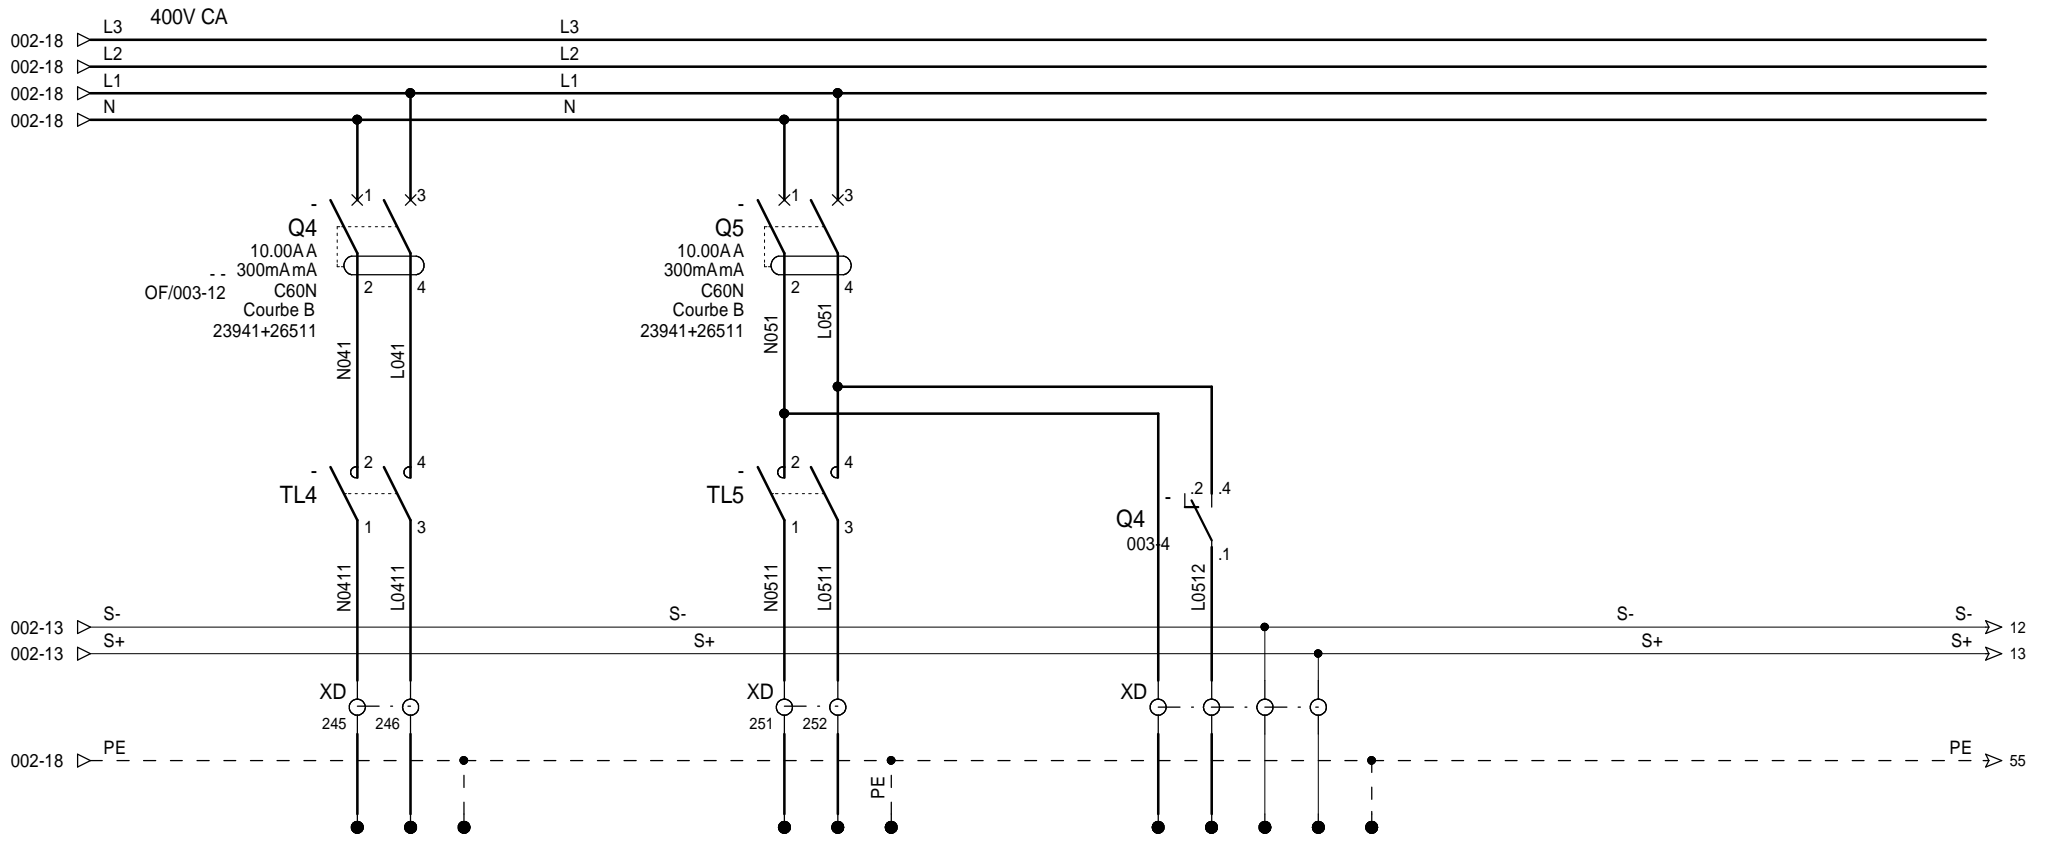 400V CA
002-18 L3 L3
002-18 L2 L2
002-18 L1 L1
002-18 N N
- 1 3
Q4
10.00A A
- - 300mA mA
OF/003-12 C60N 2 4
Courbe B
23941+26511
N041 L041
- 1 3
Q5
10.00A A
300mA mA
C60N 2 4
Courbe B
23941+26511
N051 L051
- 2 4
TL4
1 3
- 2 4
TL5
1 3
- .2 .4
Q4
003-4
.1
N0411 L0411
N0511 L0511
L0512
002-13 S- S- S- S- 12
002-13 S+ S+ S+ S+ 13
XD
245 246
XD
251 252
XD
002-18 PE PE 55
PE